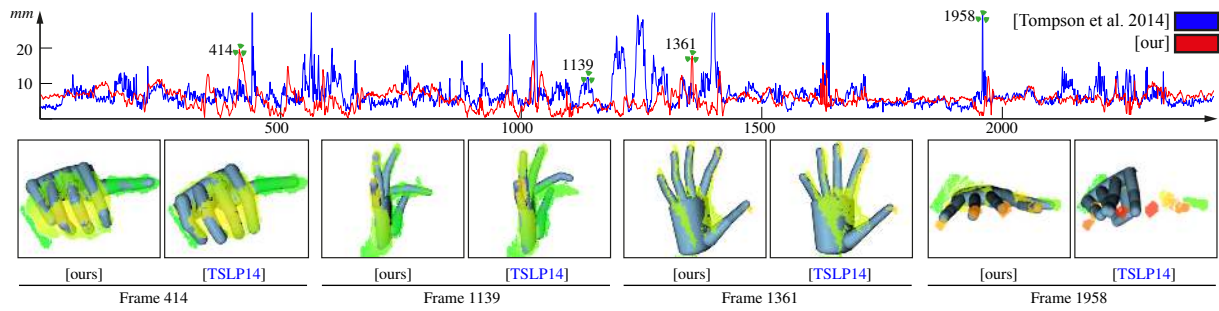 mm
[Tompson et al. 2014]
[our]
20
10
414
1139
1361
1958
500
1000
1500
2000
[ours] [TSLP14] [ours] [TSLP14] [ours] [TSLP14] [ours] [TSLP14]
Frame 414 Frame 1139 Frame 1361 Frame 1958